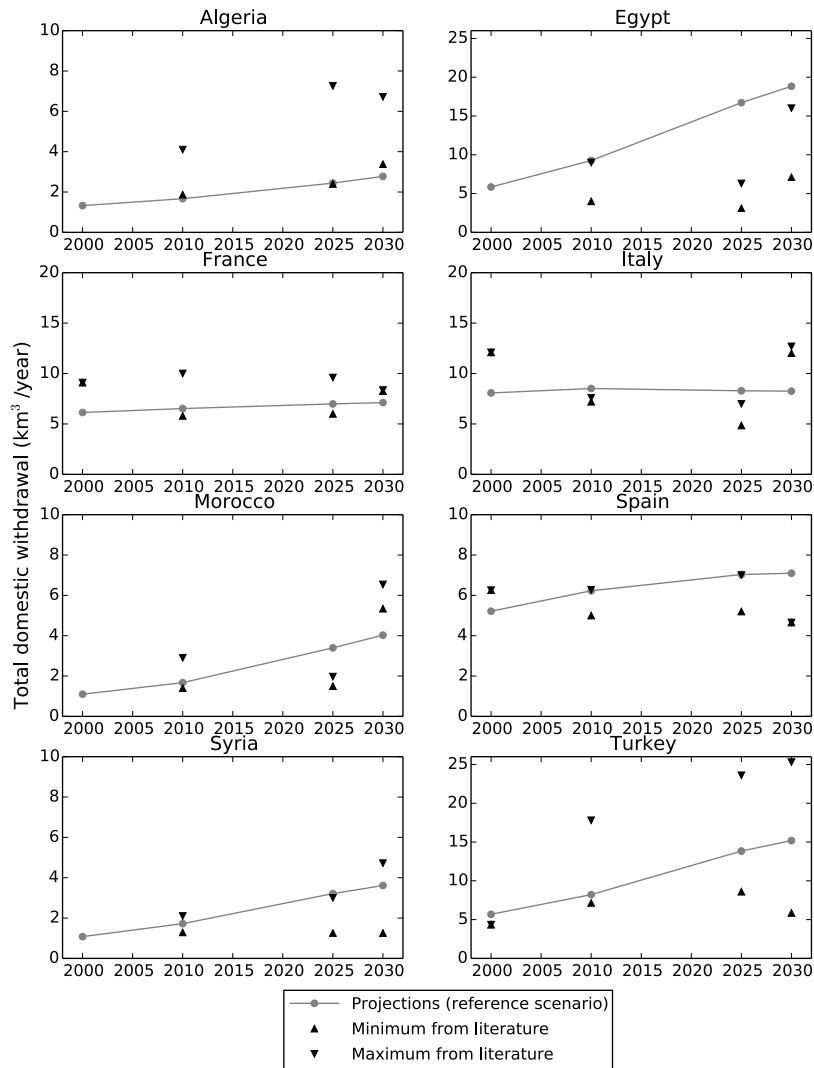 Algeria
Egypt
10
8
6
4
2
0
2000 2005 2010 2015 2020 2025 2030
25
20
15
10
5
0
2000 2005 2010 2015 2020 2025 2030
France
Italy
20
15
10
5
0
2000 2005 2010 2015 2020 2025 2030
20
15
10
5
0
2000 2005 2010 2015 2020 2025 2030
Total domestic withdrawal (km³ /year)
Morocco
Spain
10
8
6
4
2
0
2000 2005 2010 2015 2020 2025 2030
10
8
6
4
2
0
2000 2005 2010 2015 2020 2025 2030
Syria
Turkey
10
8
6
4
2
0
2000 2005 2010 2015 2020 2025 2030
25
20
15
10
5
0
2000 2005 2010 2015 2020 2025 2030
Projections (reference scenario)
Minimum from literature
Maximum from literature